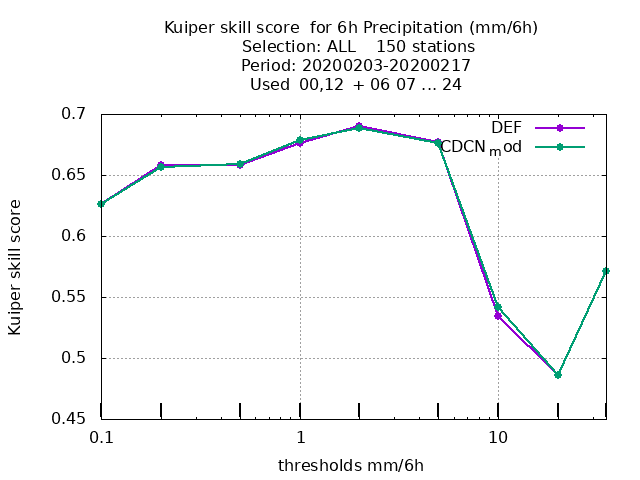 Kuiper skill score  for 6h Precipitation (mm/6h)
Selection: ALL    150 stations
Period: 20200203-20200217
Used  00,12  + 06 07 ... 24
0.7
DEF
CDCN_mod
0.65
0.6
0.55
0.5
0.45
Kuiper skill score
0.1 1 10
thresholds mm/6h